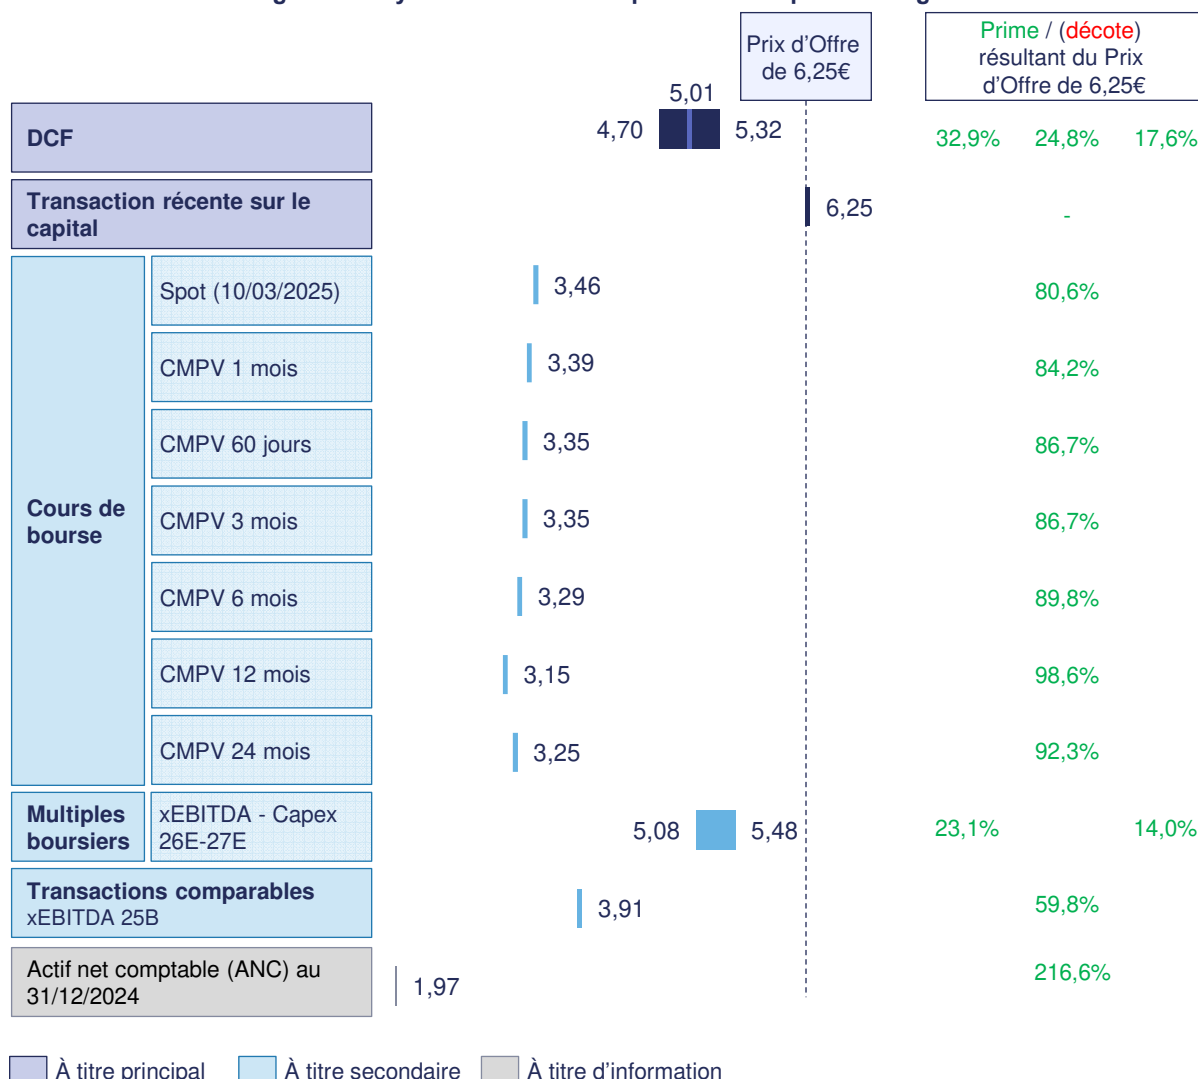 Prix d’Offre
de 6,25€
Prime / (décote)
résultant du Prix
d’Offre de 6,25€
DCF
4,70
5,01
5,32
32,9%
24,8%
17,6%
Transaction récente sur le
capital
6,25
-
Cours de
bourse
Spot (10/03/2025)
3,46
80,6%
CMPV 1 mois
3,39
84,2%
CMPV 60 jours
3,35
86,7%
CMPV 3 mois
3,35
86,7%
CMPV 6 mois
3,29
89,8%
CMPV 12 mois
3,15
98,6%
CMPV 24 mois
3,25
92,3%
Multiples
boursiers
xEBITDA - Capex
26E-27E
5,08
5,48
23,1%
14,0%
Transactions comparables
xEBITDA 25B
3,91
59,8%
Actif net comptable (ANC) au
31/12/2024
1,97
216,6%
À titre principal
À titre secondaire
À titre d’information